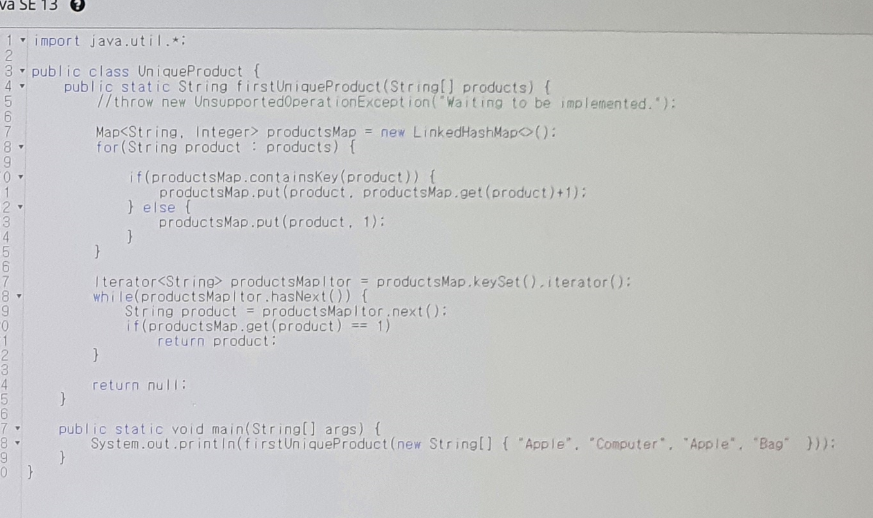 va SE 13 ?
1 import java.util.*;
2
3 public class UniqueProduct {
4 public static String firstUniqueProduct(String[] products) {
5 //throw new UnsupportedOperationException("Waiting to be implemented.");
6
7 Map<String, Integer> productsMap = new LinkedHashMap<>();
8 for(String product : products) {
9
0 if(productsMap.containsKey(product)) {
1 productsMap.put(product, productsMap.get(product)+1);
2 } else {
3 productsMap.put(product, 1);
4 }
5 }
6
7 Iterator<String> productsMapItor = productsMap.keySet().iterator();
8 while(productsMapItor.hasNext()) {
9 String product = productsMapItor.next();
0 if(productsMap.get(product) == 1)
1 return product;
2 }
3
4 return null;
5 }
6
7 public static void main(String[] args) {
8 System.out.println(firstUniqueProduct(new String[] { "Apple", "Computer", "Apple", "Bag" }));
9 }
0 }